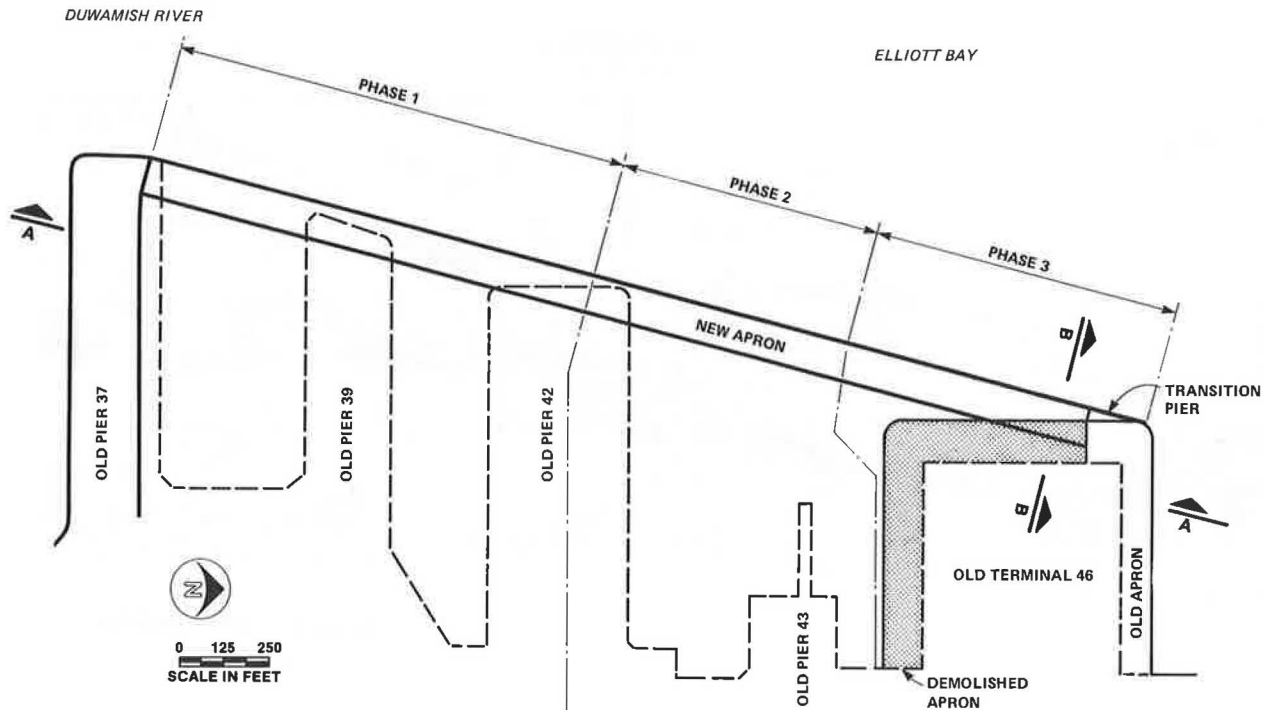 DUWAMISH RIVER
ELLIOTT BAY
PHASE 1
PHASE 2
PHASE 3
A
B
NEW APRON
TRANSITION
PIER
OLD PIER 37
OLD PIER 39
OLD PIER 42
B
A
OLD TERMINAL 46
OLD APRON
N
0 125 250
SCALE IN FEET
OLD PIER 43
DEMOLISHED
APRON